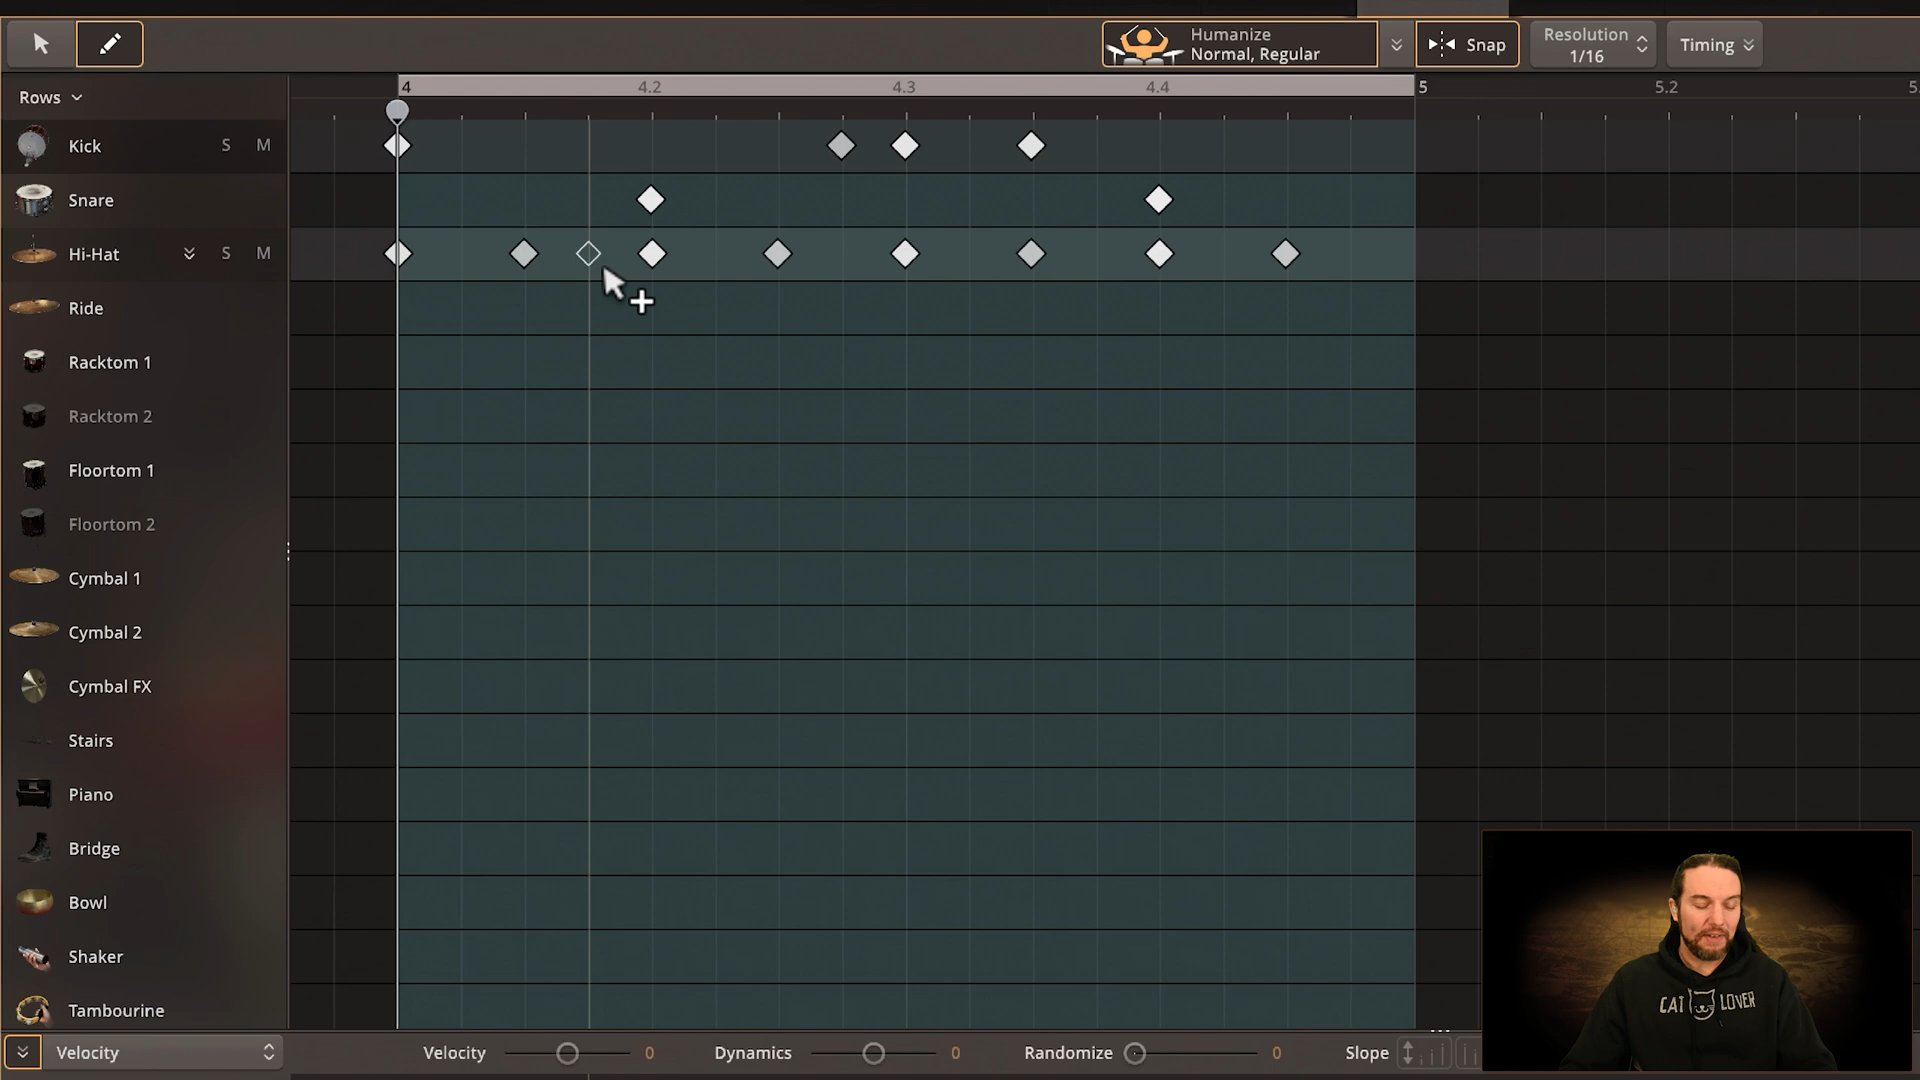 Humanize
Normal, Regular
Snap
Resolution
1/16
Timing
Rows
4
4.2
4.3
4.4
5
5.2
5.
Kick
S M
Snare
Hi-Hat
S M
Ride
Racktom 1
Racktom 2
Floortom 1
Floortom 2
Cymbal 1
Cymbal 2
Cymbal FX
Stairs
Piano
Bridge
Bowl
Shaker
Tambourine
CAT LOVER
Velocity
Velocity 0
Dynamics 0
Randomize 0
Slope